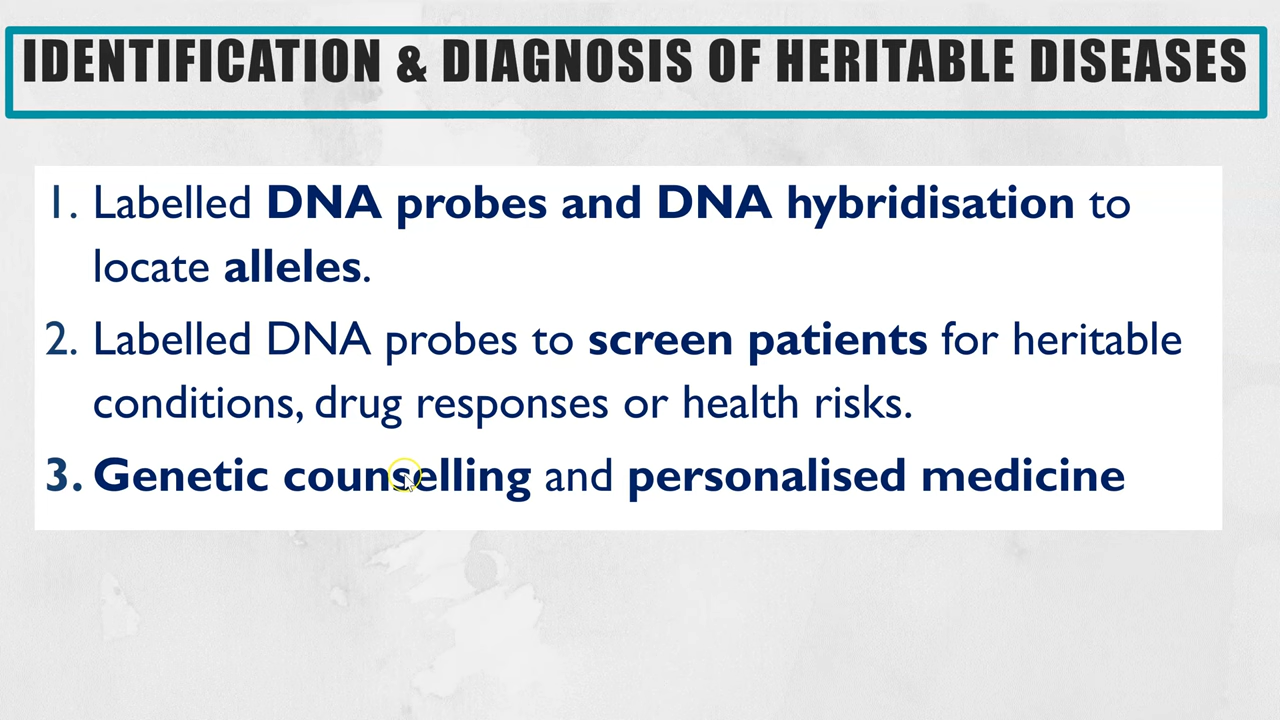 IDENTIFICATION & DIAGNOSIS OF HERITABLE DISEASES
1. Labelled DNA probes and DNA hybridisation to
locate alleles.
2. Labelled DNA probes to screen patients for heritable
conditions, drug responses or health risks.
3. Genetic counselling and personalised medicine